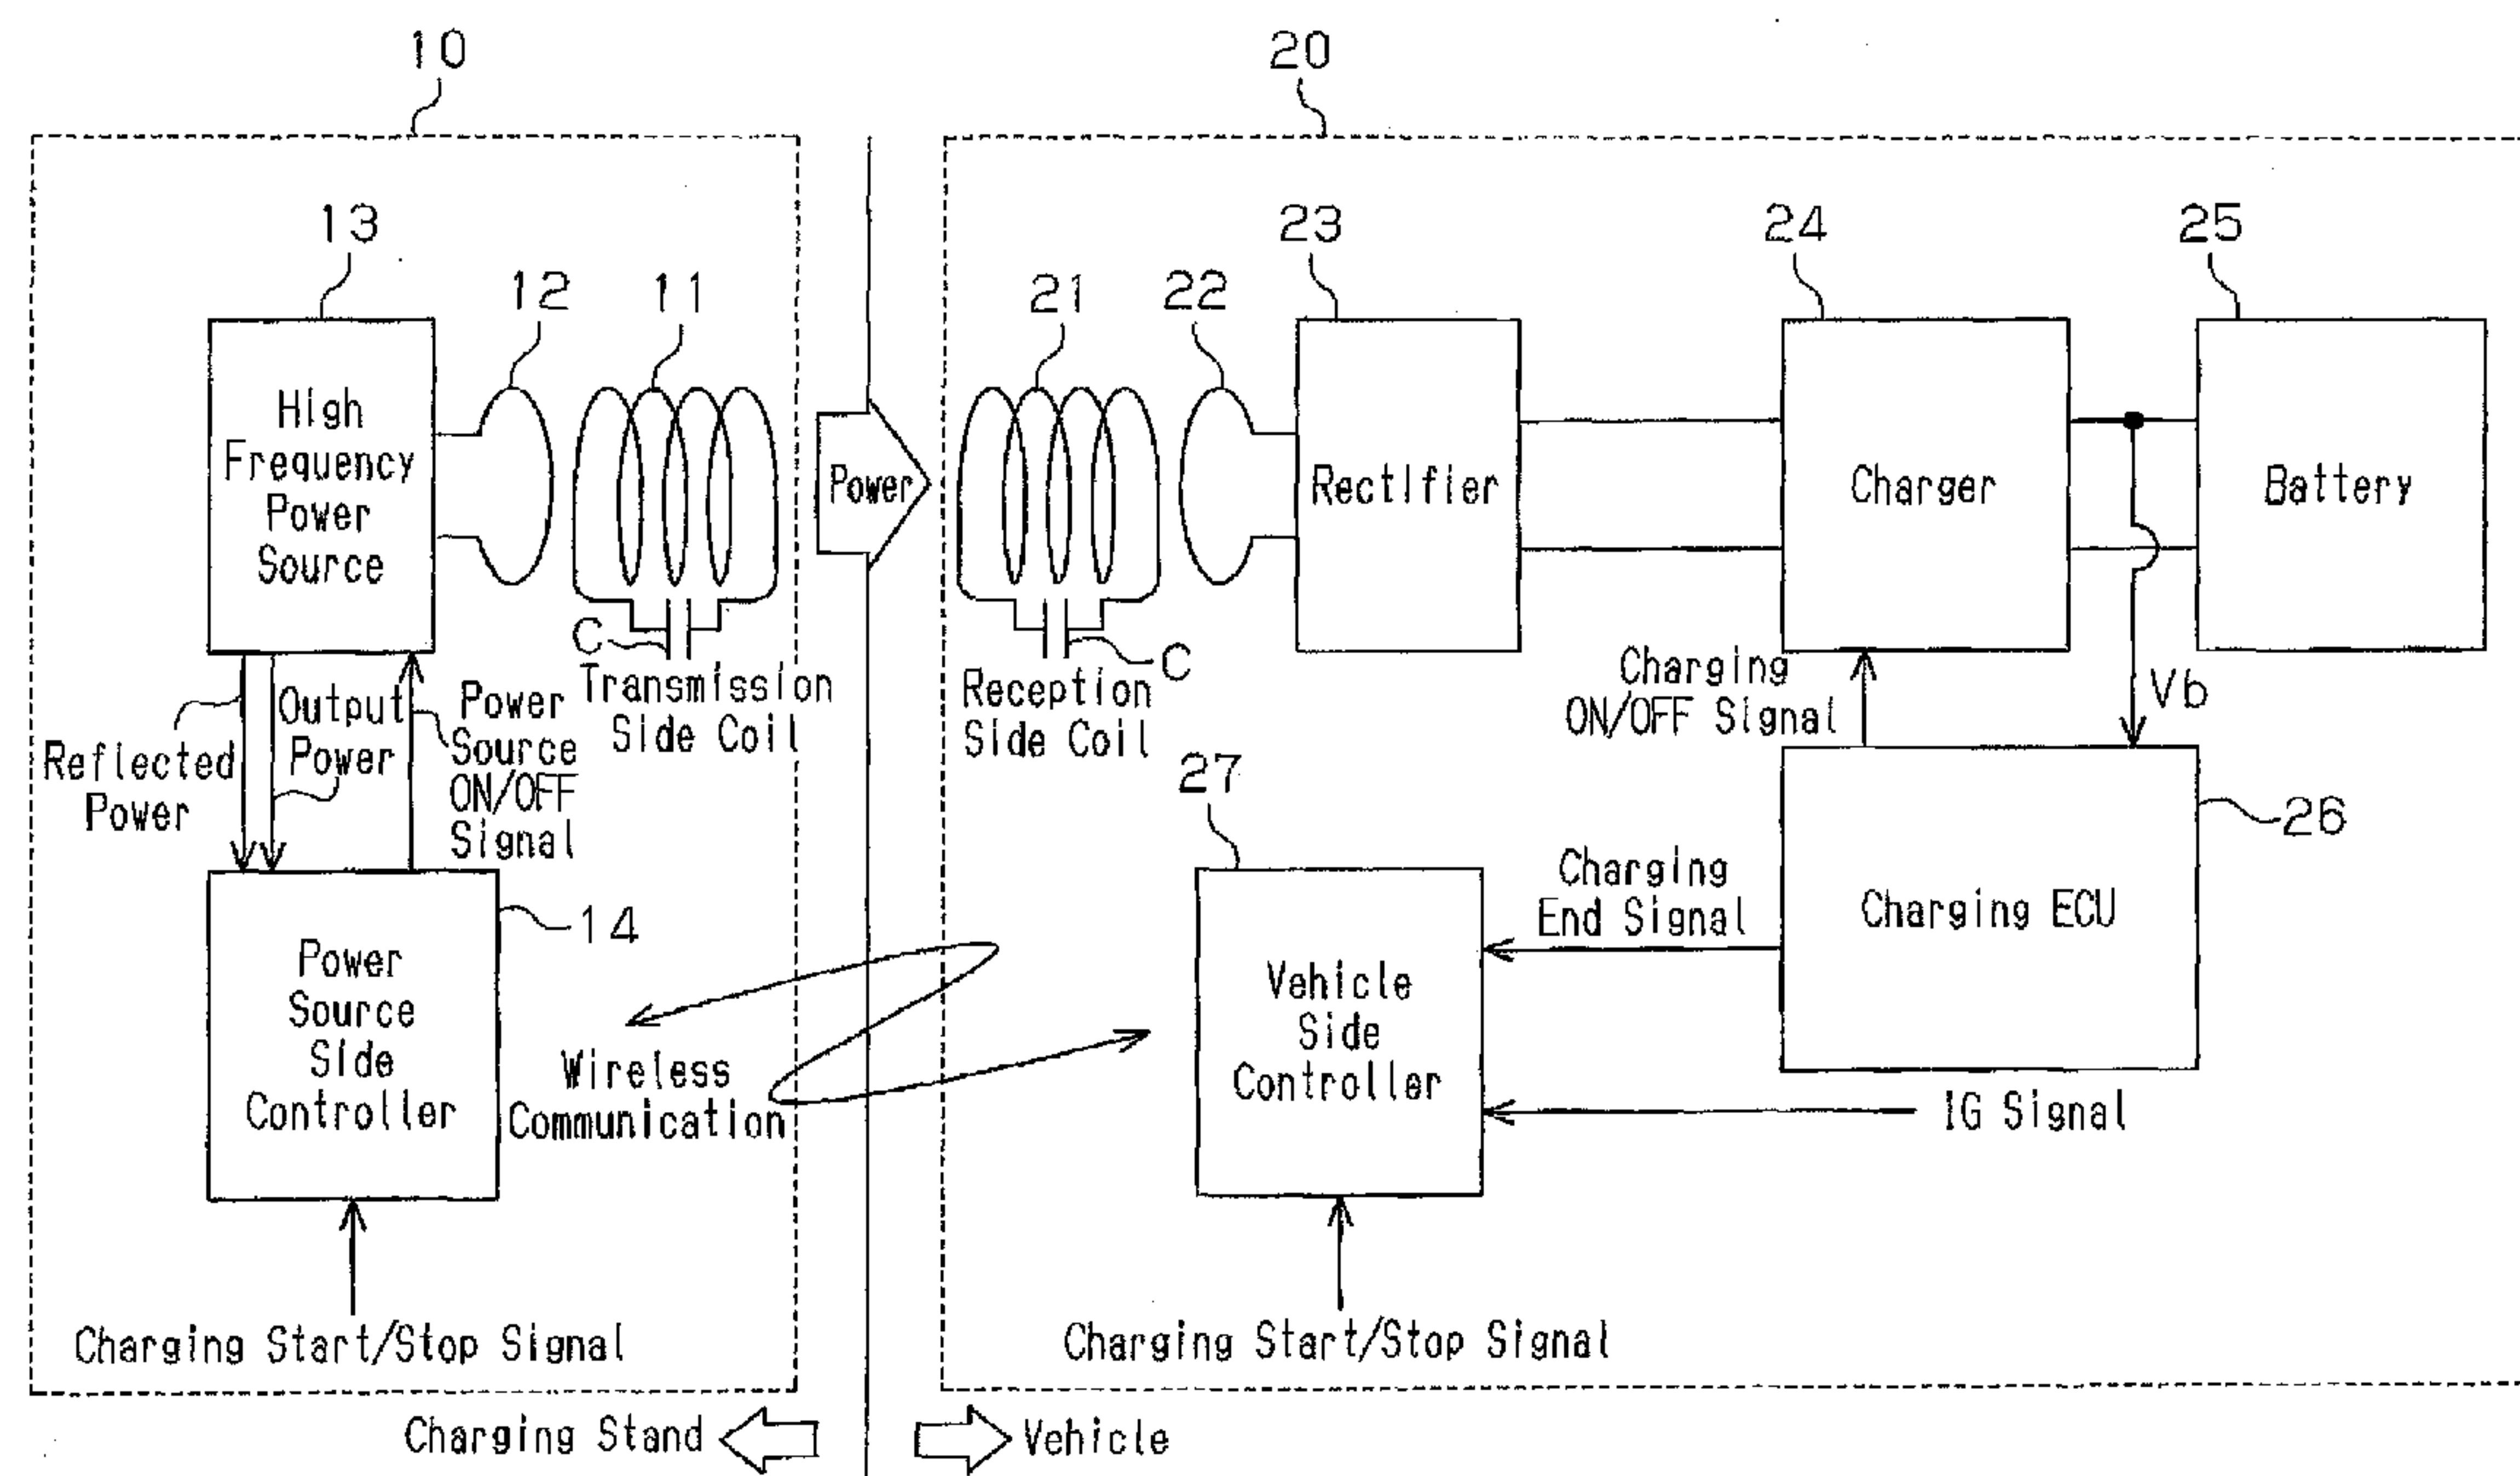 10
20
13
12
11
21
22
23
24
25
High
Frequency
Power
Source
Power
Rectifier
Charger
Battery
C
C
Transmission
Side Coil
Reception
Side Coil
Reflected
Power
Output
Power
Power
Source
ON/OFF
Signal
Charging
ON/OFF Signal
Vb
27
26
14
Power
Source
Side
Controller
Wireless
Communication
Vehicle
Side
Controller
Charging
End Signal
Charging ECU
IG Signal
Charging Start/Stop Signal
Charging Start/Stop Signal
Charging Stand
Vehicle